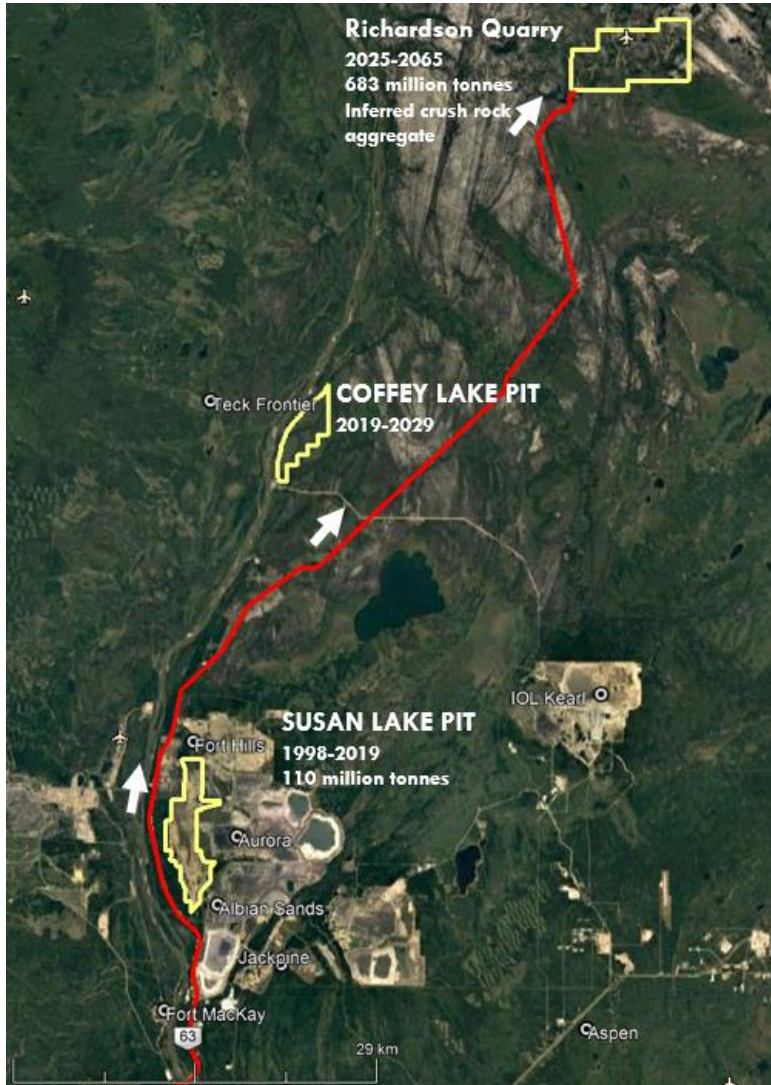 Richardson Quarry
2025-2065
683 million tonnes
Inferred crush rock
aggregate
Teck Frontier
COFFEY LAKE PIT
2019-2029
IOL Kearl
SUSAN LAKE PIT
1998-2019
110 million tonnes
Fort Hills
Aurora
Albian Sands
Jackpine
Fort MacKay
63
Aspen
29 km